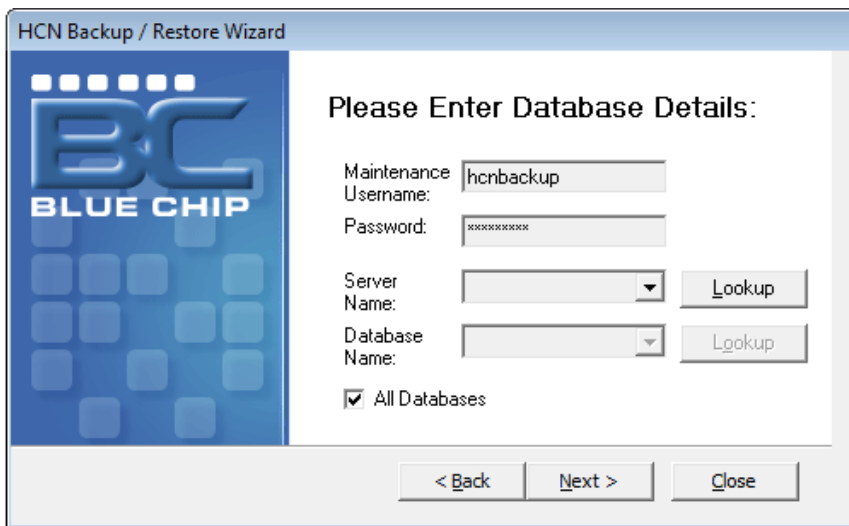 HCN Backup / Restore Wizard
BC
BLUE CHIP
Please Enter Database Details:
Maintenance
Username:
hcnbackup
Password:
*********
Server
Name:
Lookup
Database
Name:
Lookup
All Databases
< Back
Next >
Close